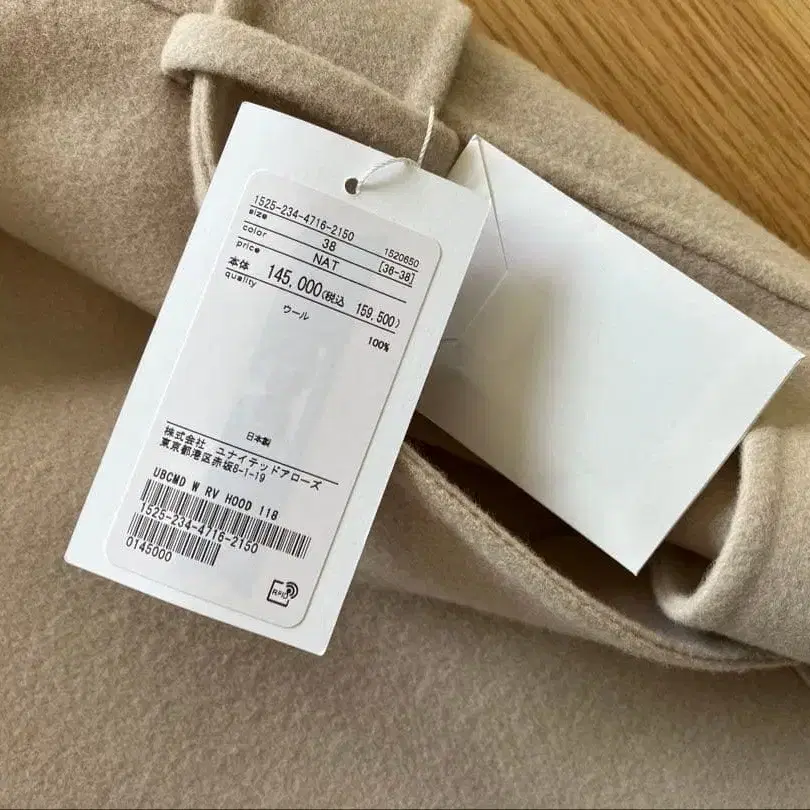 1525-234-4716-2150
size 38 1520650
color NAT [36-38]
price
本体 145,000(税込 159,500)
quality
ウール
100%
日本製
株式会社 ユナイテッドアローズ
東京都港区赤坂8-1-19
UBCMD W RV HOOD 118
1525-234-4716-2150
0145000
RFID